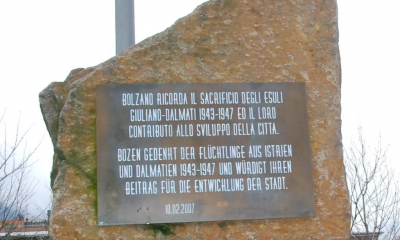 BOLZANO RICORDA IL SACRIFICIO DEGLI ESULI
GIULIANO-DALMATI 1943-1947 ED IL LORO
CONTRIBUTO ALLO SVILUPPO DELLA CITTA.
BOZEN GEDENKT DER FLÜCHTLINGE AUS ISTRIEN
UND DALMATIEN 1943-1947 UND WÜRDIGT IHREN
BEITRAG FÜR DIE ENTWICHLUNG DER STADT.
10.02.2007